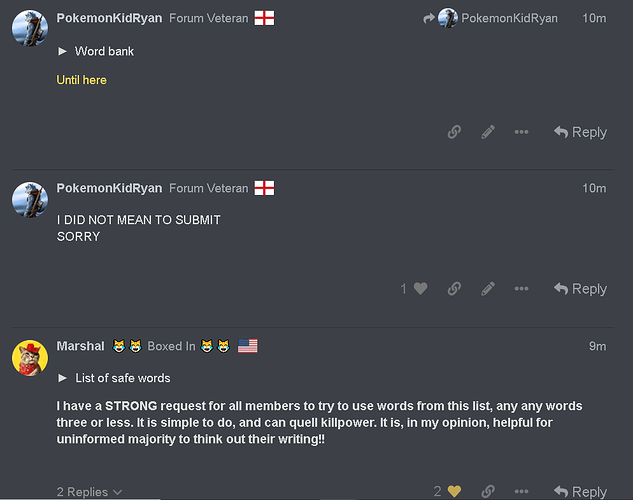 PokemonKidRyan Forum Veteran PokemonKidRyan 10m
► Word bank
Until here
Reply
PokemonKidRyan Forum Veteran 10m
I DID NOT MEAN TO SUBMIT
SORRY
1 Reply
Marshal Boxed In 9m
► List of safe words
I have a STRONG request for all members to try to use words from this list, any any words
three or less. It is simple to do, and can quell killpower. It is, in my opinion, helpful for
uninformed majority to think out their writing!!
2 Replies 2 Reply